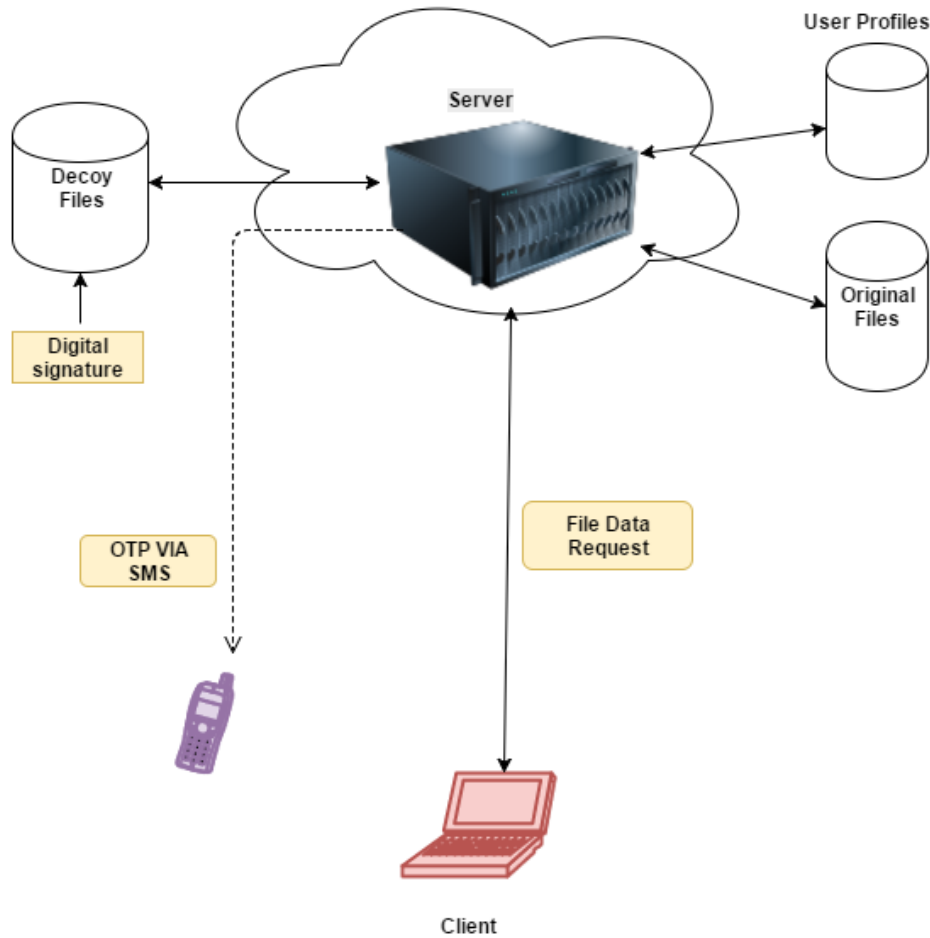 User Profiles
Server
Decoy
Files
Original
Files
Digital
signature
File Data
Request
OTP VIA
SMS
Client